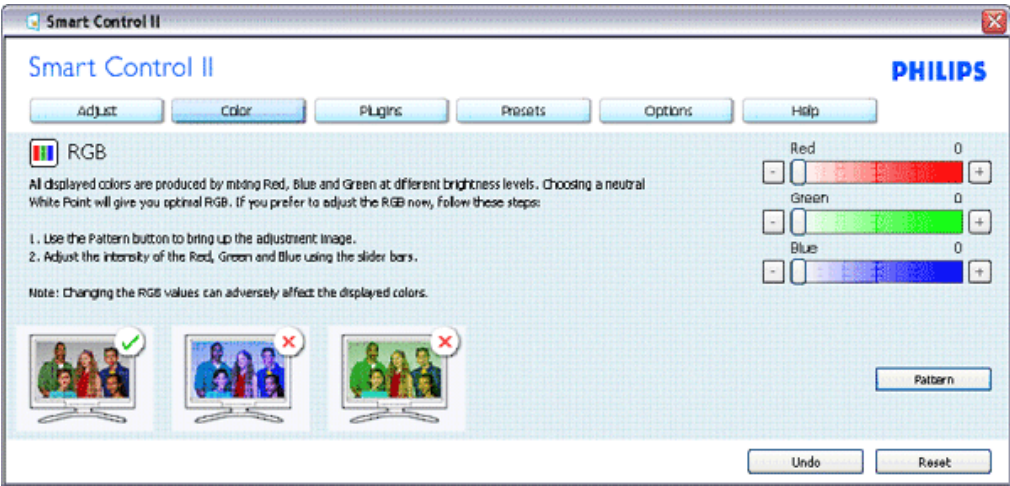 Smart Control II
Smart Control II
PHILIPS
Adjust Color Plugins Presets Options Help
RGB
All displayed colors are produced by mixing Red, Blue and Green at different brightness levels. Choosing a neutral
White Point will give you optimal RGB. If you prefer to adjust the RGB now, follow these steps:
1. Use the Pattern button to bring up the adjustment image.
2. Adjust the intensity of the Red, Green and Blue using the slider bars.
Note: Changing the RGB values can adversely affect the displayed colors.
Red 0
- +
Green 0
- +
Blue 0
- +
Pattern
Undo Reset